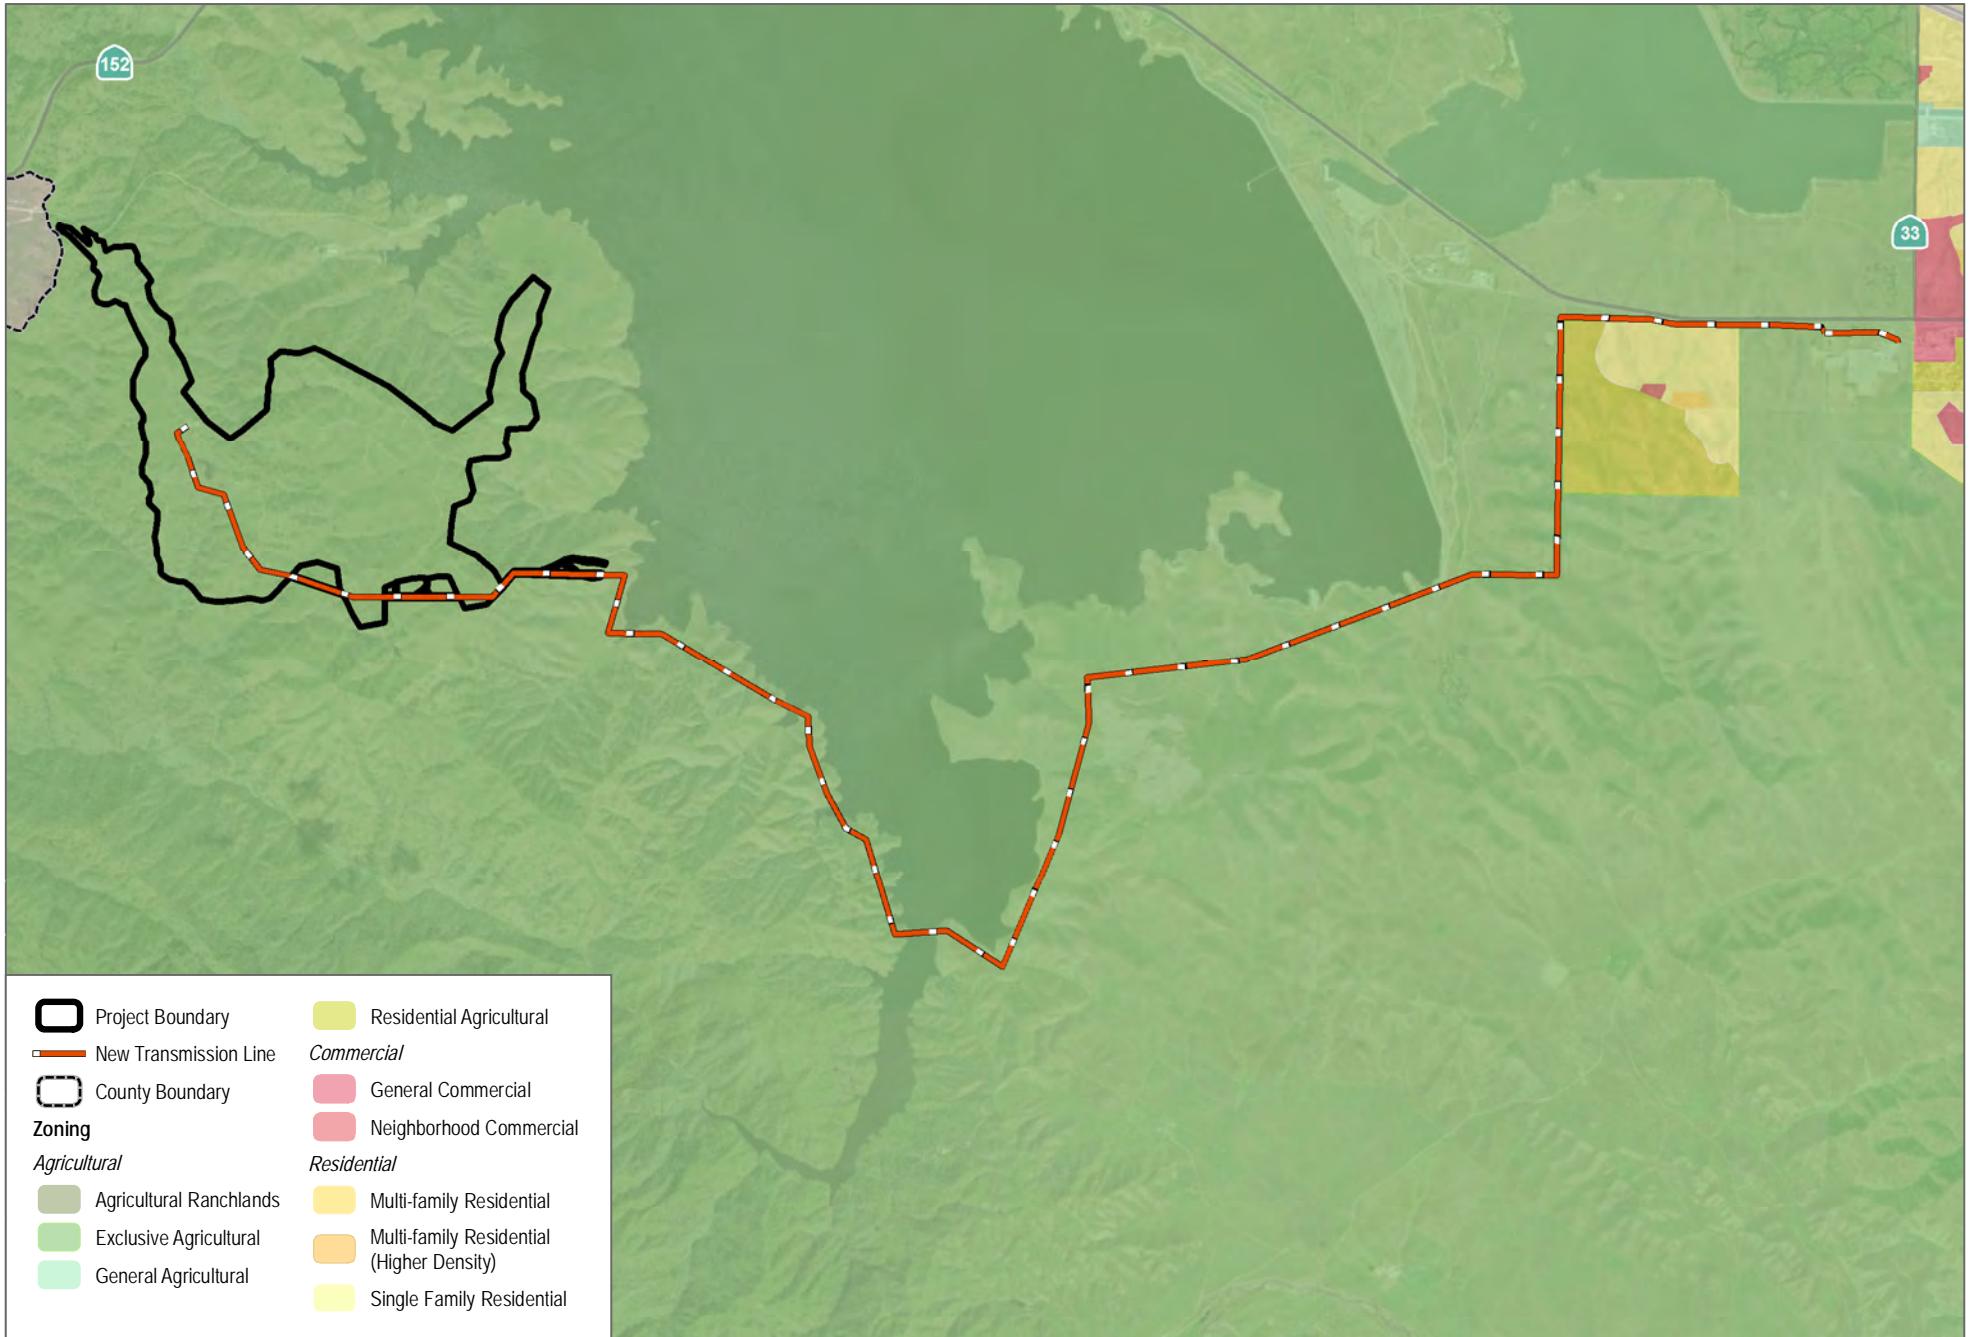 152
33
Project Boundary
New Transmission Line
County Boundary
Zoning
Agricultural
Agricultural Ranchlands
Exclusive Agricultural
General Agricultural
Residential Agricultural
Commercial
General Commercial
Neighborhood Commercial
Residential
Multi-family Residential
Multi-family Residential
(Higher Density)
Single Family Residential